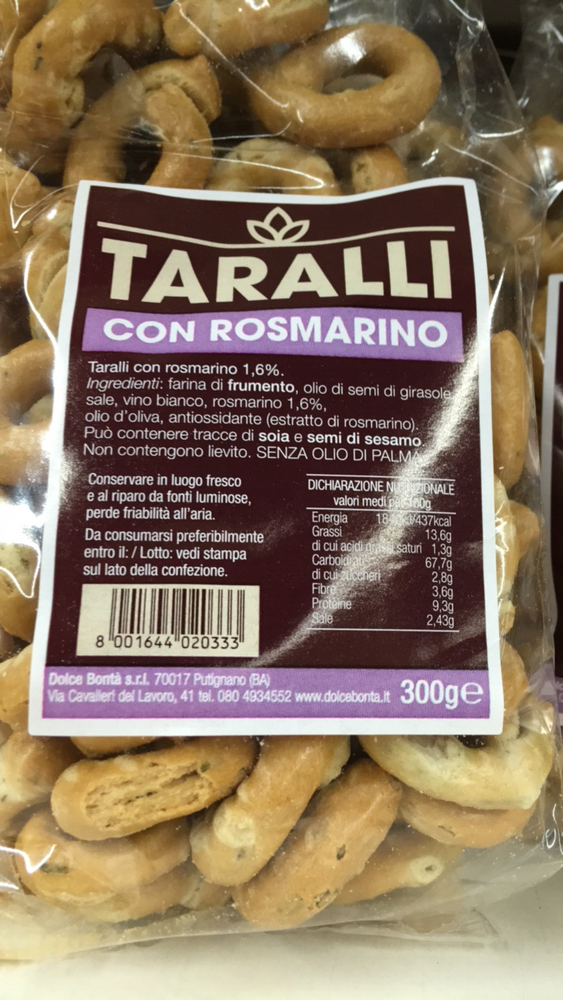 TARALLI
CON ROSMARINO
Taralli con rosmarino 1,6%.
Ingredienti: farina di frumento, olio di semi di girasole,
sale, vino bianco, rosmarino 1,6%,
olio d'oliva, antiossidante (estratto di rosmarino).
Può contenere tracce di soia e semi di sesamo.
Non contengono lievito. SENZA OLIO DI PALMA
Conservare in luogo fresco
e al riparo da fonti luminose,
perde friabilità all'aria.
Da consumarsi preferibilmente
entro il: / Lotto: vedi stampa
sul lato della confezione.
DICHIARAZIONE NUTRIZIONALE
valori medi per 100g
Energia /437kcal
Grassi 13,6g
di cui acidi grassi saturi 1,3g
Carboidrati 67,7g
di cui zuccheri 2,8g
Fibre 3,6g
Proteine 9,3g
Sale 2,43g
8 001644 020333
Dolce Bontà s.r.l. 70017 Putignano (BA)
Via Cavalieri del Lavoro, 41 tel. 080 4934552 www.dolcebonta.it 300g e